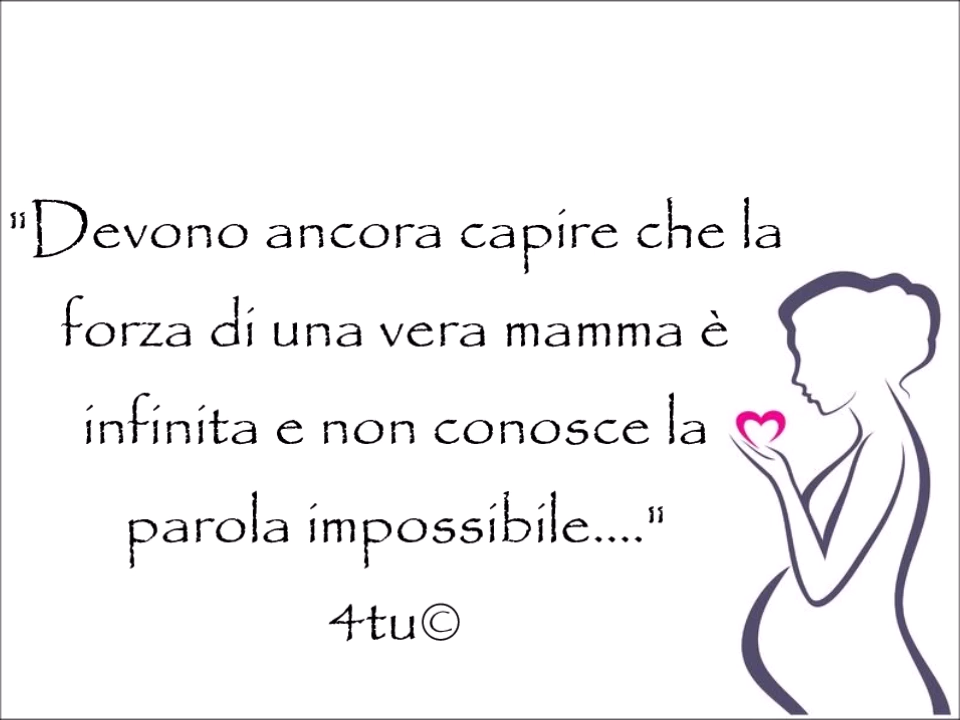 "Devono ancora capire che la
forza di una vera mamma è
infinita e non conosce la
parola impossibile...."
4tu©